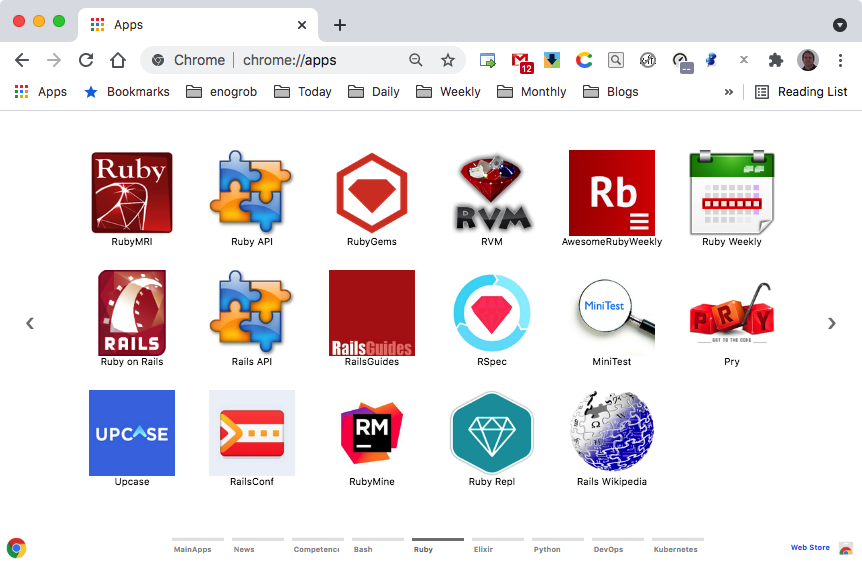 Apps
Chrome chrome://apps
12
Apps Bookmarks enogrob Today Daily Weekly Monthly Blogs » Reading List
Ruby
RVM
Rb
RubyMRI Ruby API RubyGems RVM AwesomeRubyWeekly Ruby Weekly
RAILS
RailsGuides
MiniTest
PRY
GET TO THE CODE
Ruby on Rails Rails API RailsGuides RSpec MiniTest Pry
UPCASE
RM
Ω W
Upcase RailsConf RubyMine Ruby Repl Rails Wikipedia
MainApps News Competenc Bash Ruby Elixir Python DevOps Kubernetes Web Store